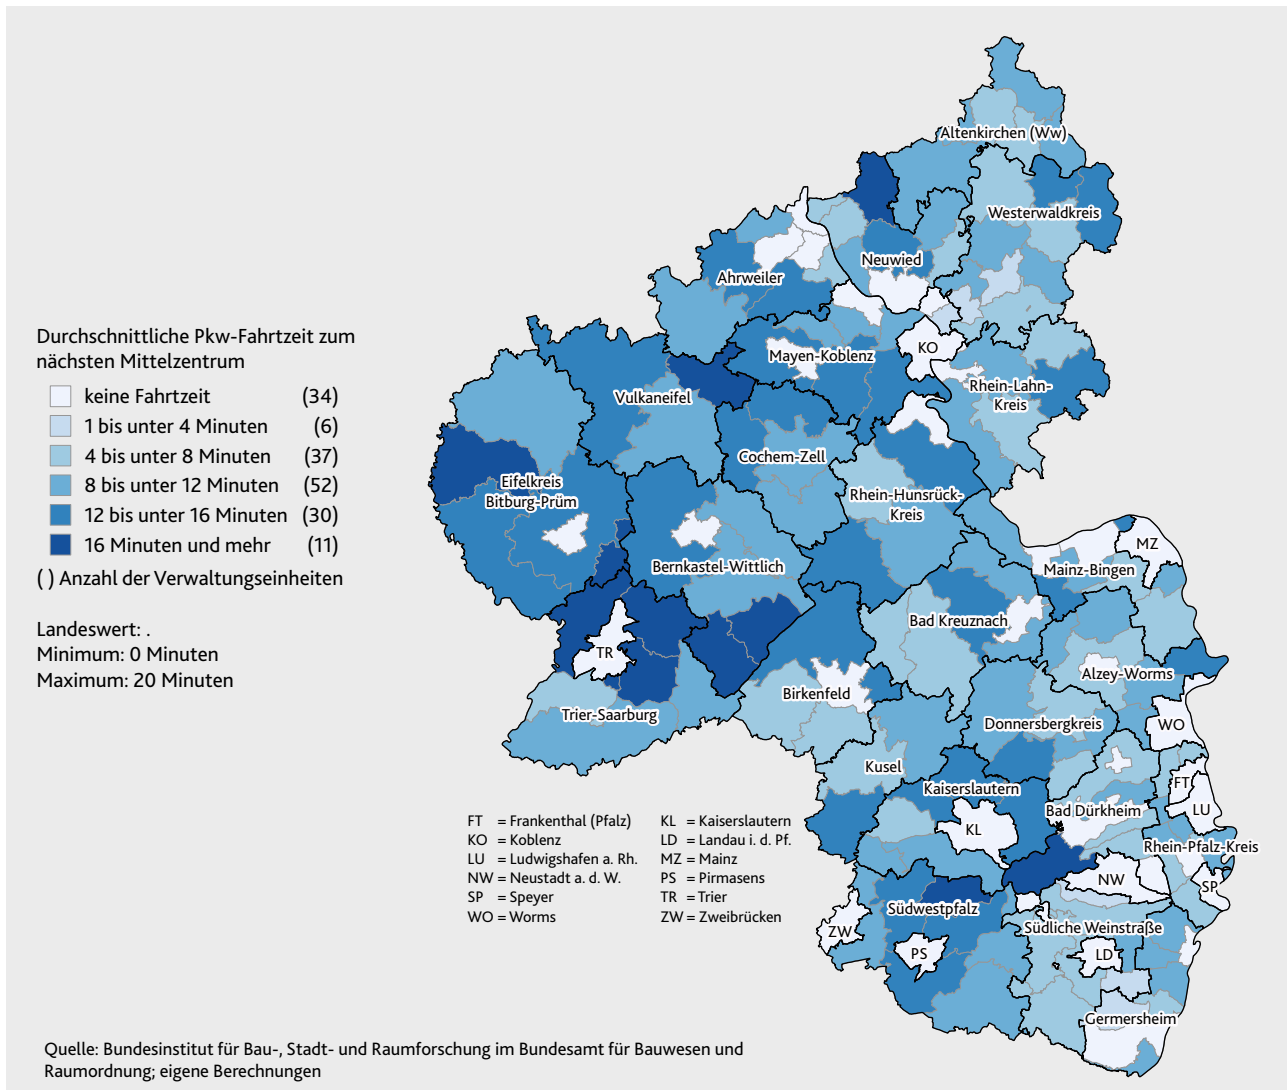 Durchschnittliche Pkw-Fahrtzeit zum
nächsten Mittelzentrum
keine Fahrtzeit (34)
1 bis unter 4 Minuten (6)
4 bis unter 8 Minuten (37)
8 bis unter 12 Minuten (52)
12 bis unter 16 Minuten (30)
16 Minuten und mehr (11)
( ) Anzahl der Verwaltungseinheiten
Landeswert: .
Minimum: 0 Minuten
Maximum: 20 Minuten
Altenkirchen (Ww)
Westerwaldkreis
Neuwied
Ahrweiler
Mayen-Koblenz
KO
Rhein-Lahn-
Kreis
Vulkaneifel
Cochem-Zell
Eifelkreis
Bitburg-Prüm
Rhein-Hunsrück-
Kreis
MZ
Mainz-Bingen
Bernkastel-Wittlich
Bad Kreuznach
TR
Alzey-Worms
Birkenfeld
Trier-Saarburg
Donnersbergkreis
WO
Kusel
FT
Kaiserslautern
LU
Bad Dürkheim
KL
Rhein-Pfalz-Kreis
NW
SP
Südwestpfalz
Südliche Weinstraße
ZW
PS
LD
Germersheim
FT = Frankenthal (Pfalz) KL = Kaiserslautern
KO = Koblenz LD = Landau i. d. Pf.
LU = Ludwigshafen a. Rh. MZ = Mainz
NW = Neustadt a. d. W. PS = Pirmasens
SP = Speyer TR = Trier
WO = Worms ZW = Zweibrücken
Quelle: Bundesinstitut für Bau-, Stadt- und Raumforschung im Bundesamt für Bauwesen und
Raumordnung; eigene Berechnungen